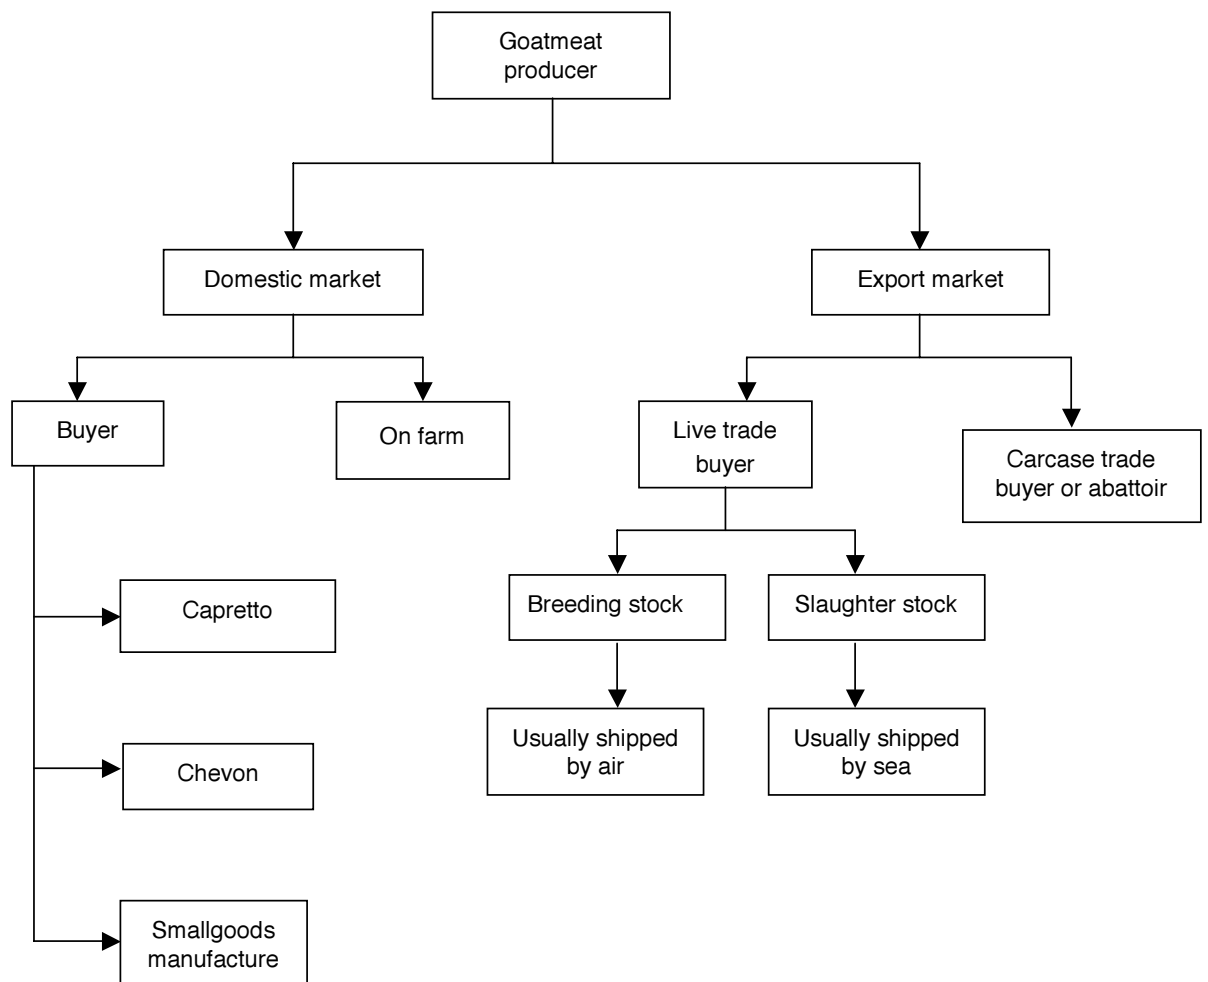 Goatmeat
producer
Domestic market
Export market
Buyer
On farm
Live trade
buyer
Carcase trade
buyer or abattoir
Breeding stock
Slaughter stock
Capretto
Usually shipped
by air
Usually shipped
by sea
Chevon
Smallgoods
manufacture